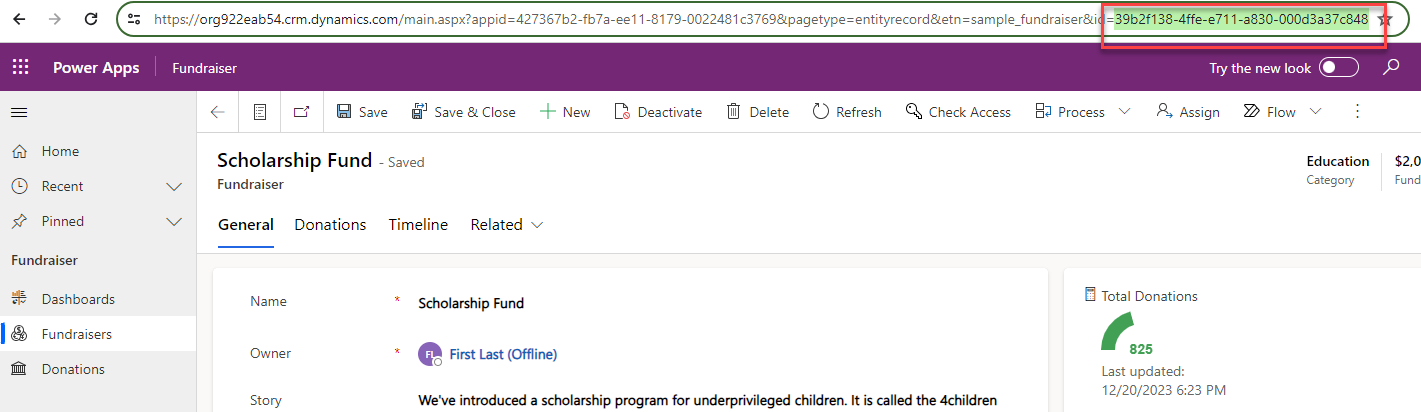 https://org922eab54.crm.dynamics.com/main.aspx?appid=427367b2-fb7a-ee11-8179-0022481c3769&pagetype=entityrecord&etn=sample_fundraiser&id=39b2f138-4ffe-e711-a830-000d3a37c848
Power Apps Fundraiser Try the new look
Save Save & Close New Deactivate Delete Refresh Check Access Process Assign Flow
Home
Recent
Pinned
Fundraiser
Dashboards
Fundraisers
Donations
Scholarship Fund - Saved
Fundraiser
Education
Category
$2,0
Fund
General Donations Timeline Related
Name * Scholarship Fund
Owner * FL First Last (Offline)
Story We've introduced a scholarship program for underprivileged children. It is called the 4children
Total Donations
825
Last updated:
12/20/2023 6:23 PM